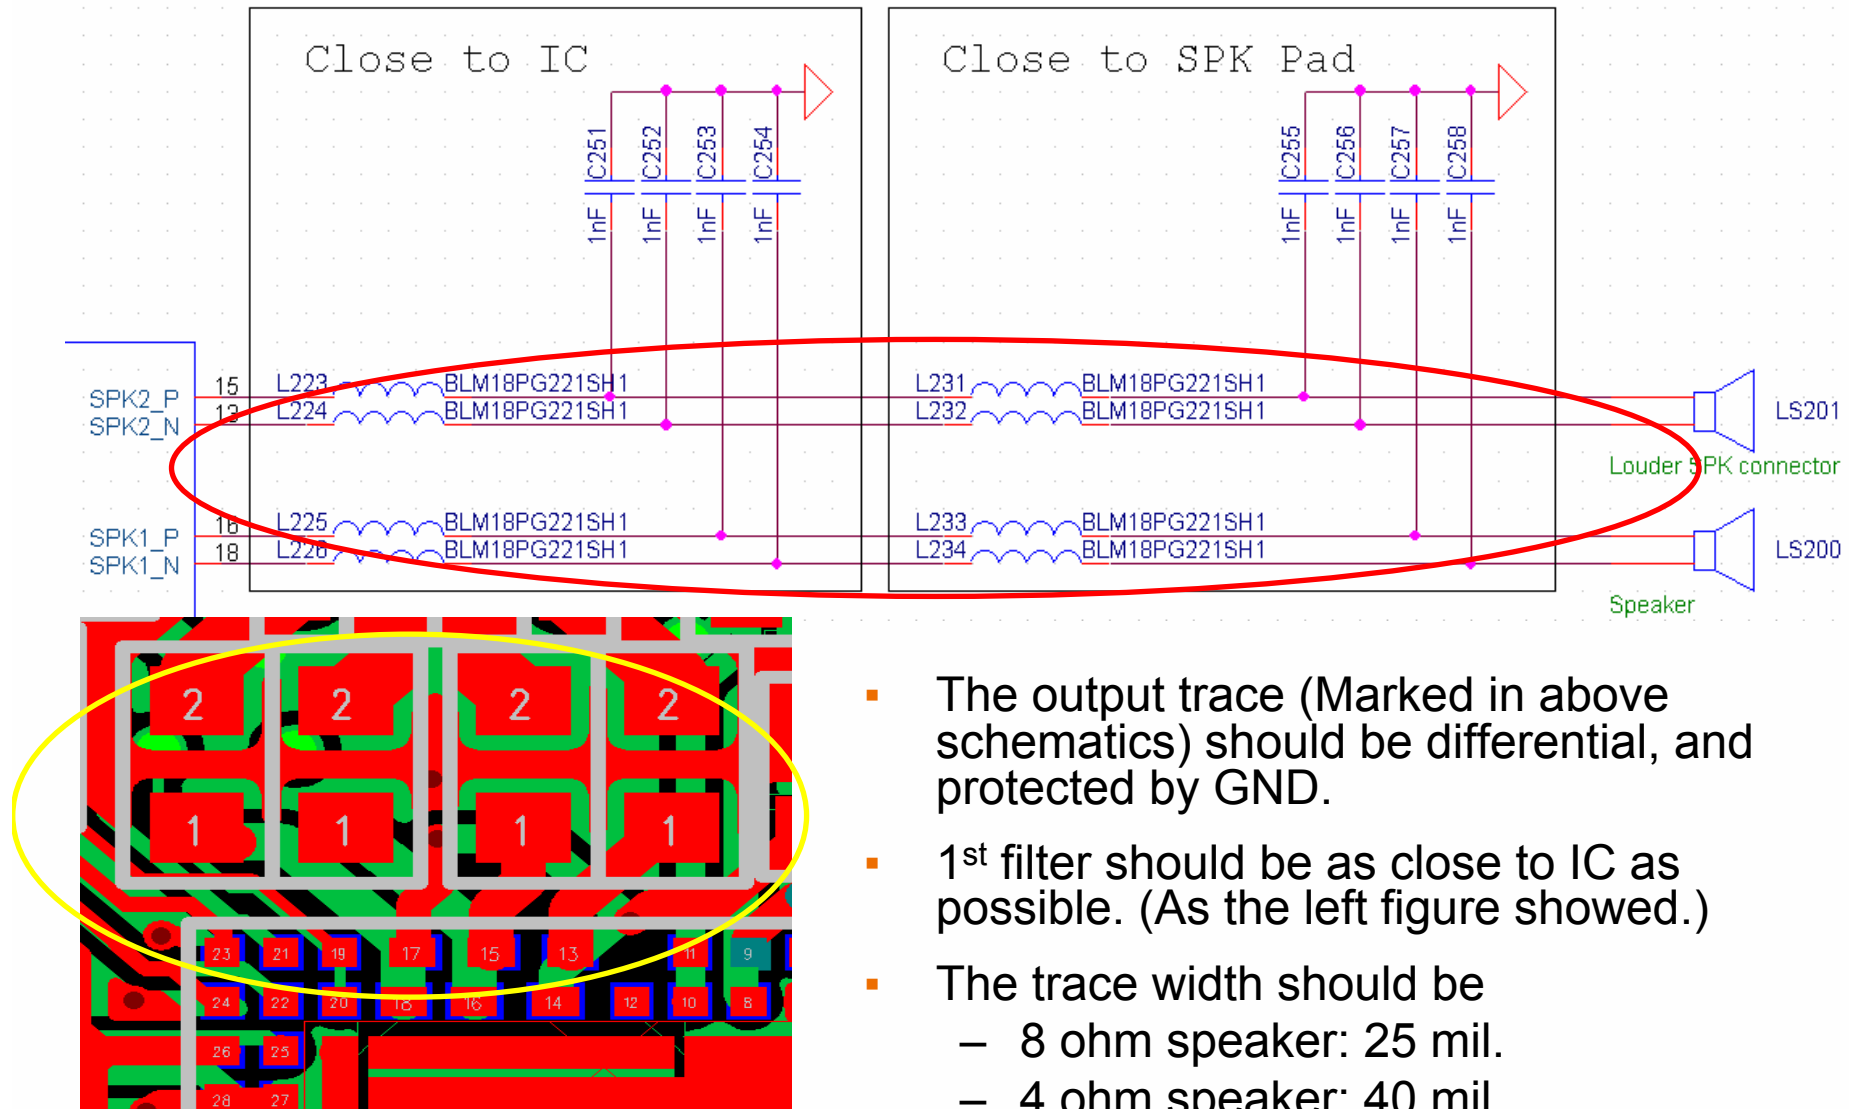 Close to IC
Close to SPK Pad
C251
C252
C253
C254
1nF
1nF
1nF
1nF
C255
C256
C257
C258
1nF
1nF
1nF
1nF
SPK2_P
15
L223
BLM18PG221SH1
L231
BLM18PG221SH1
SPK2_N
13
L224
BLM18PG221SH1
L232
BLM18PG221SH1
LS201
Louder SPK connector
SPK1_P
16
L225
BLM18PG221SH1
L233
BLM18PG221SH1
SPK1_N
18
L226
BLM18PG221SH1
L234
BLM18PG221SH1
LS200
Speaker
2 2 2 2
1 1 1 1
23 21 19 17 15 13 11 9
24 22 20 18 16 14 12 10 8
26 25
28 27
▪ The output trace (Marked in above
schematics) should be differential, and
protected by GND.
▪ 1st filter should be as close to IC as
possible. (As the left figure showed.)
▪ The trace width should be
– 8 ohm speaker: 25 mil.
– 4 ohm speaker: 40 mil